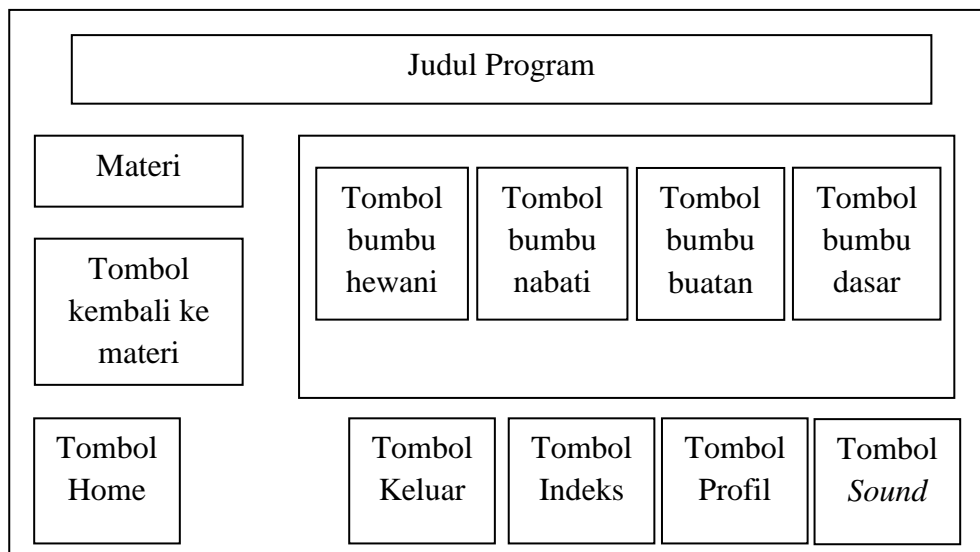 Judul Program
Materi
Tombol
kembali ke
materi
Tombol
bumbu
hewani
Tombol
bumbu
nabati
Tombol
bumbu
buatan
Tombol
bumbu
dasar
Tombol
Home
Tombol
Keluar
Tombol
Indeks
Tombol
Profil
Tombol
Sound